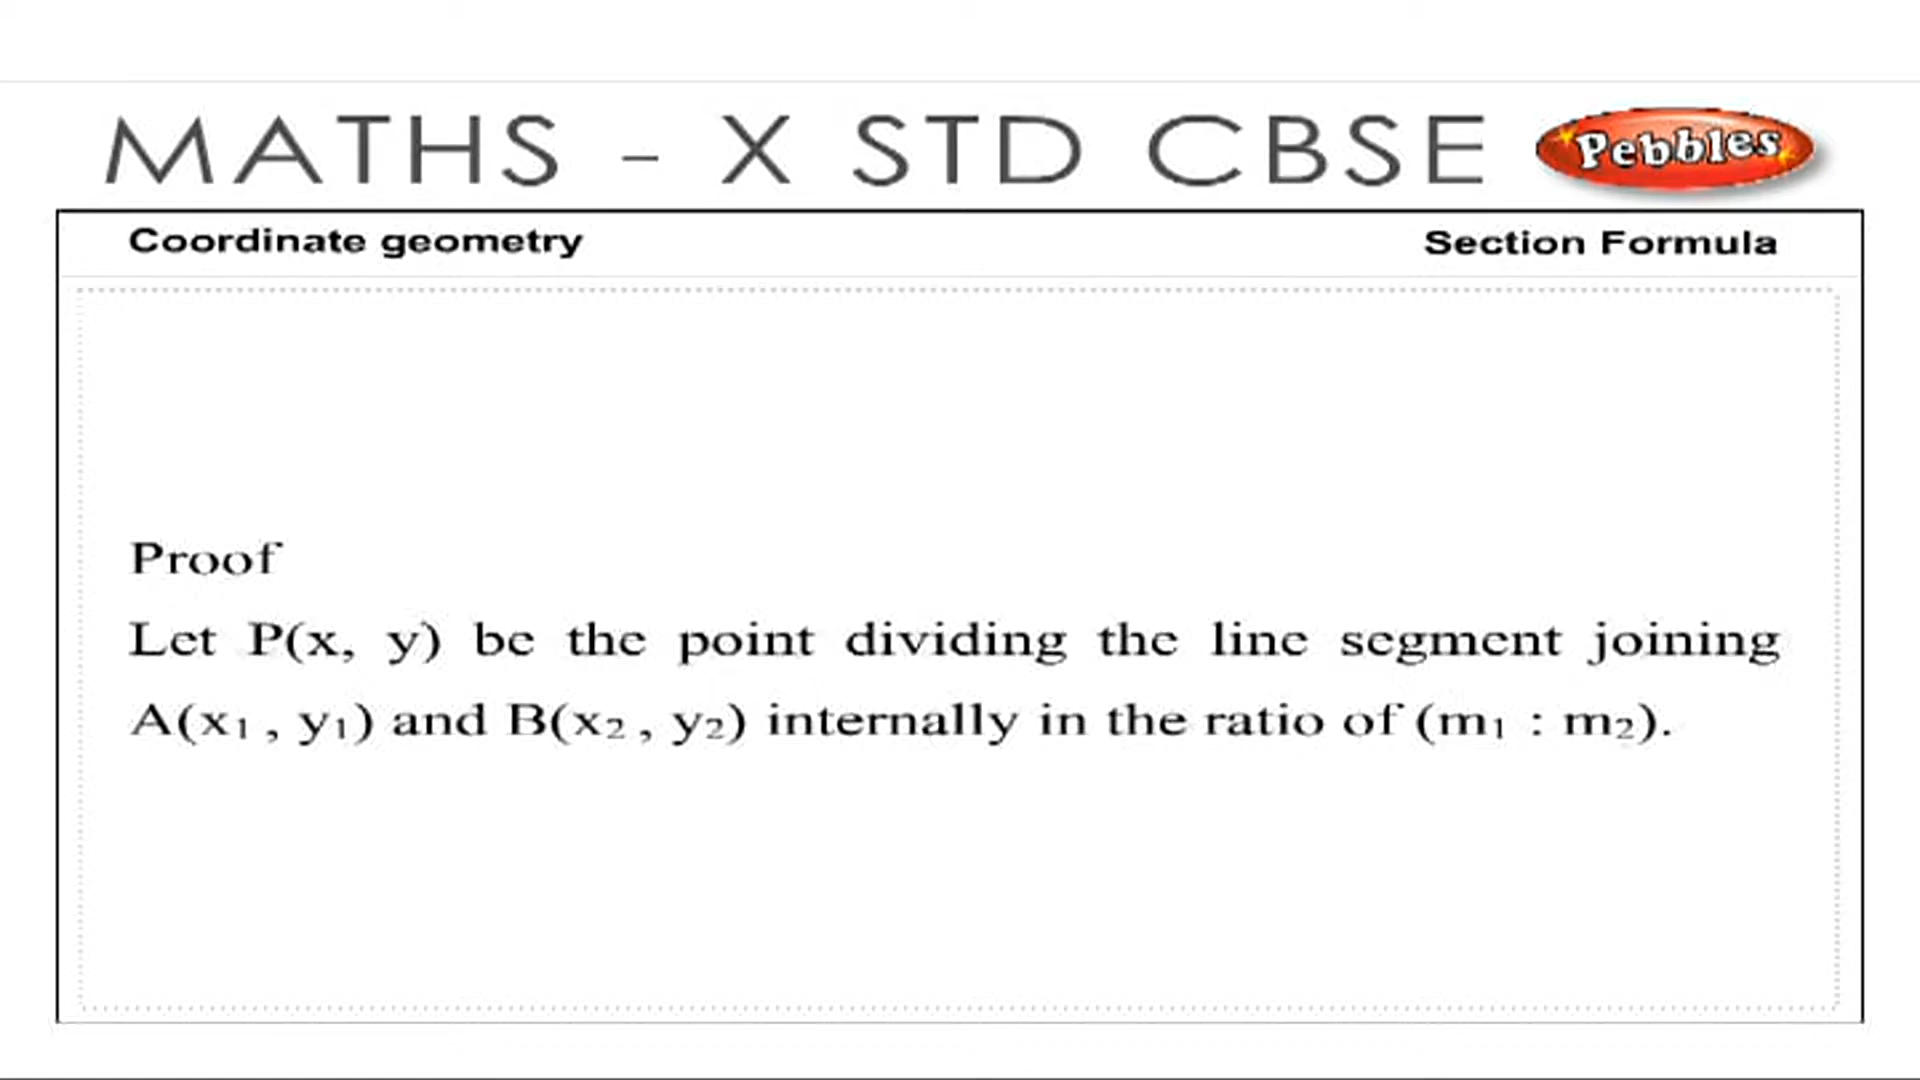 MATHS - X STD CBSE Pebbles
Coordinate geometry Section Formula
Proof
Let P(x, y) be the point dividing the line segment joining
A(x₁ , y₁) and B(x₂ , y₂) internally in the ratio of (m₁ : m₂).